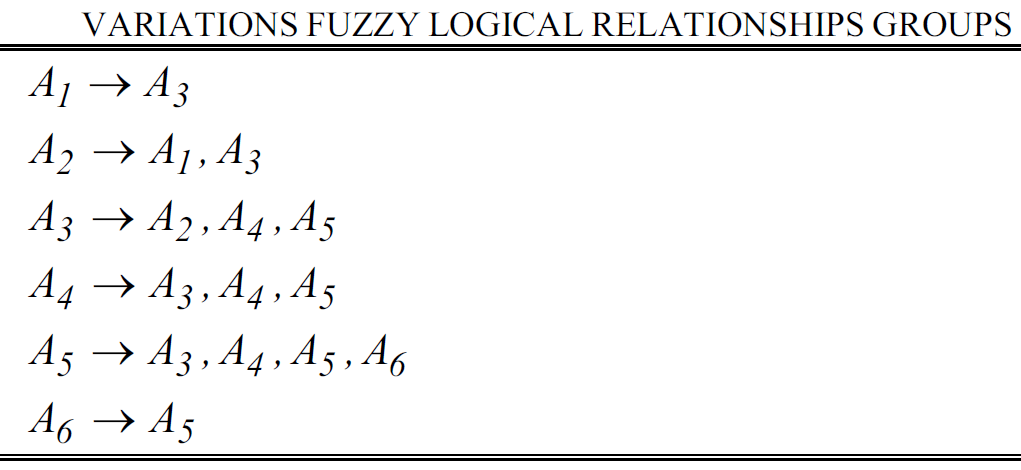 VARIATIONS FUZZY LOGICAL RELATIONSHIPS GROUPS
A₁ → A₃
A₂ → A₁, A₃
A₃ → A₂, A₄, A₅
A₄ → A₃, A₄, A₅
A₅ → A₃, A₄, A₅, A₆
A₆ → A₅